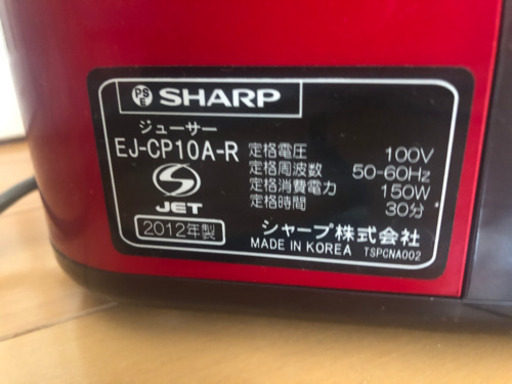 PS E SHARP
ジューサー
EJ-CP10A-R
定格電圧 100V
定格周波数 50-60Hz
定格消費電力 150W
定格時間 30分
S JET
2012年製
シャープ株式会社
MADE IN KOREA TSPCNA002